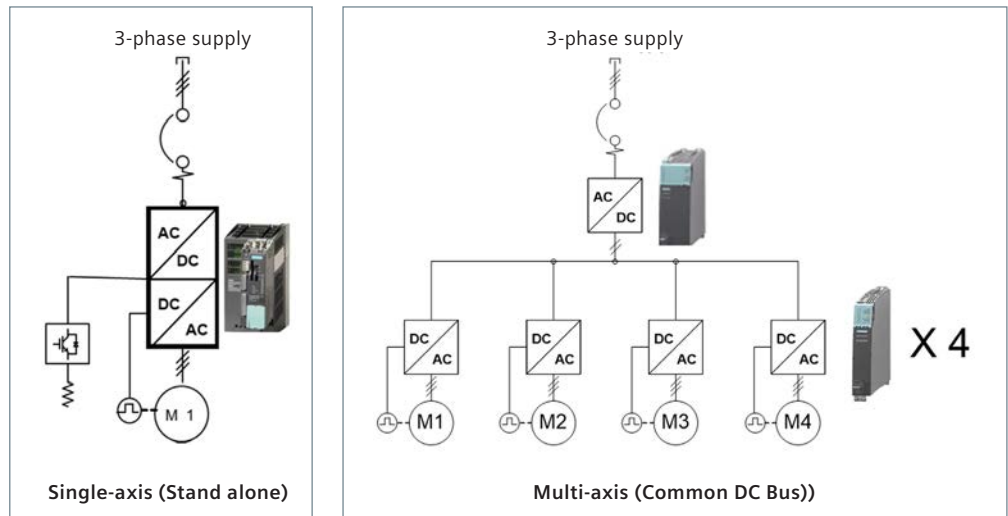 3-phase supply
AC
DC
DC
AC
M 1
Single-axis (Stand alone)
3-phase supply
AC
DC
DC
AC
DC
AC
DC
AC
DC
AC
X 4
M1
M2
M3
M4
Multi-axis (Common DC Bus))